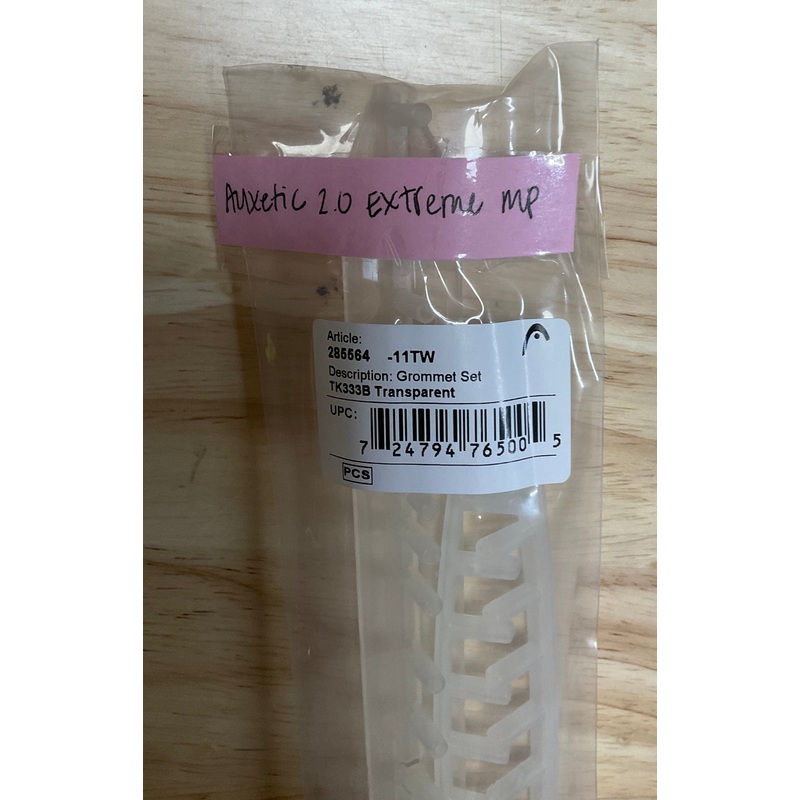 Auxetic 2.0 Extreme MP
Article:
285564 -11TW
Description: Grommet Set
TK333B Transparent
UPC:
7 24794 76500 5
PCS